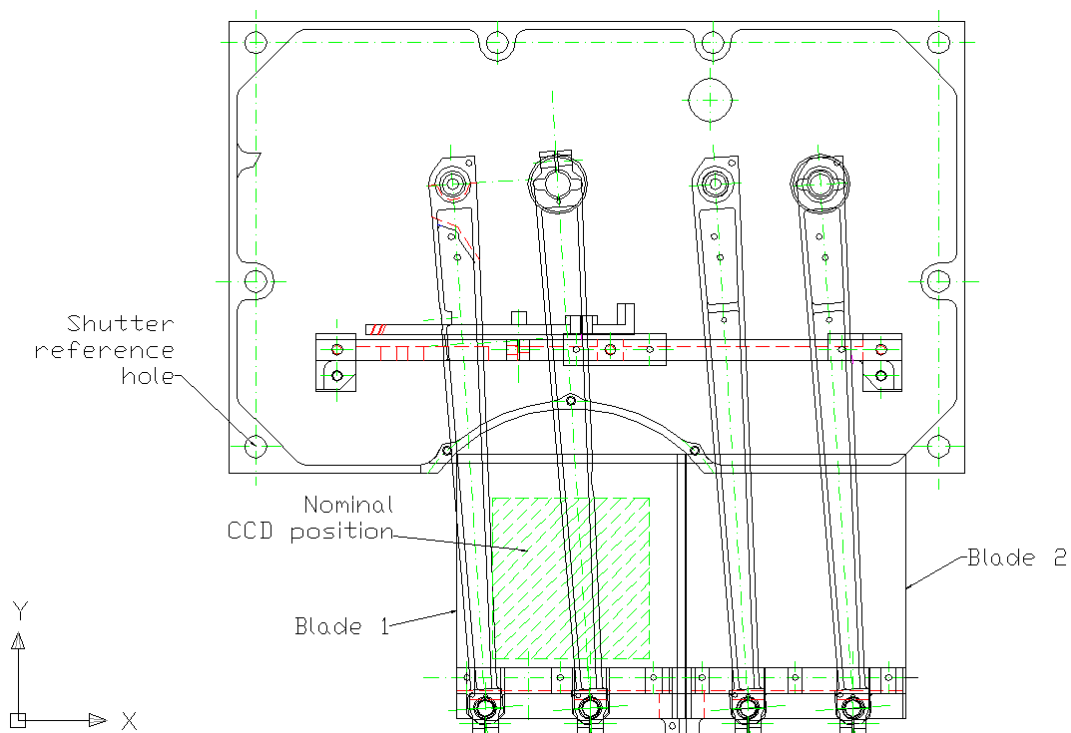 Shutter
reference
hole
Nominal
CCD position
Blade 2
Blade 1
Y
X